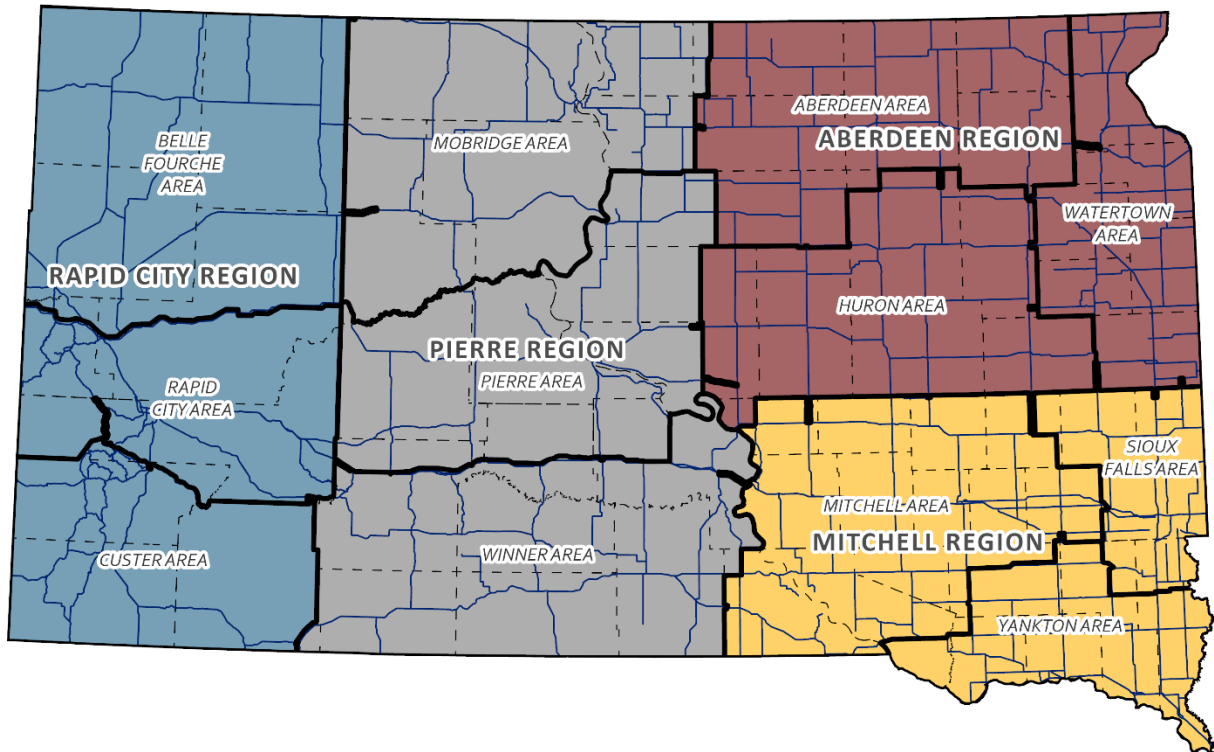 BELLE
FOURCHE
AREA
RAPID CITY REGION
RAPID
CITY AREA
CUSTER AREA
MOBRIDGE AREA
PIERRE REGION
PIERRE AREA
WINNER AREA
ABERDEEN AREA
ABERDEEN REGION
WATERTOWN
AREA
HURON AREA
SIOUX
FALLS AREA
MITCHELL AREA
MITCHELL REGION
YANKTON AREA